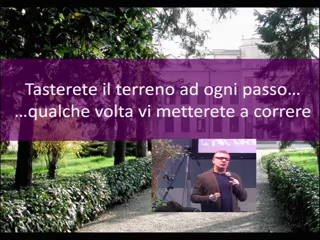 Tasterete il terreno ad ogni passo...
...qualche volta vi metterete a correre